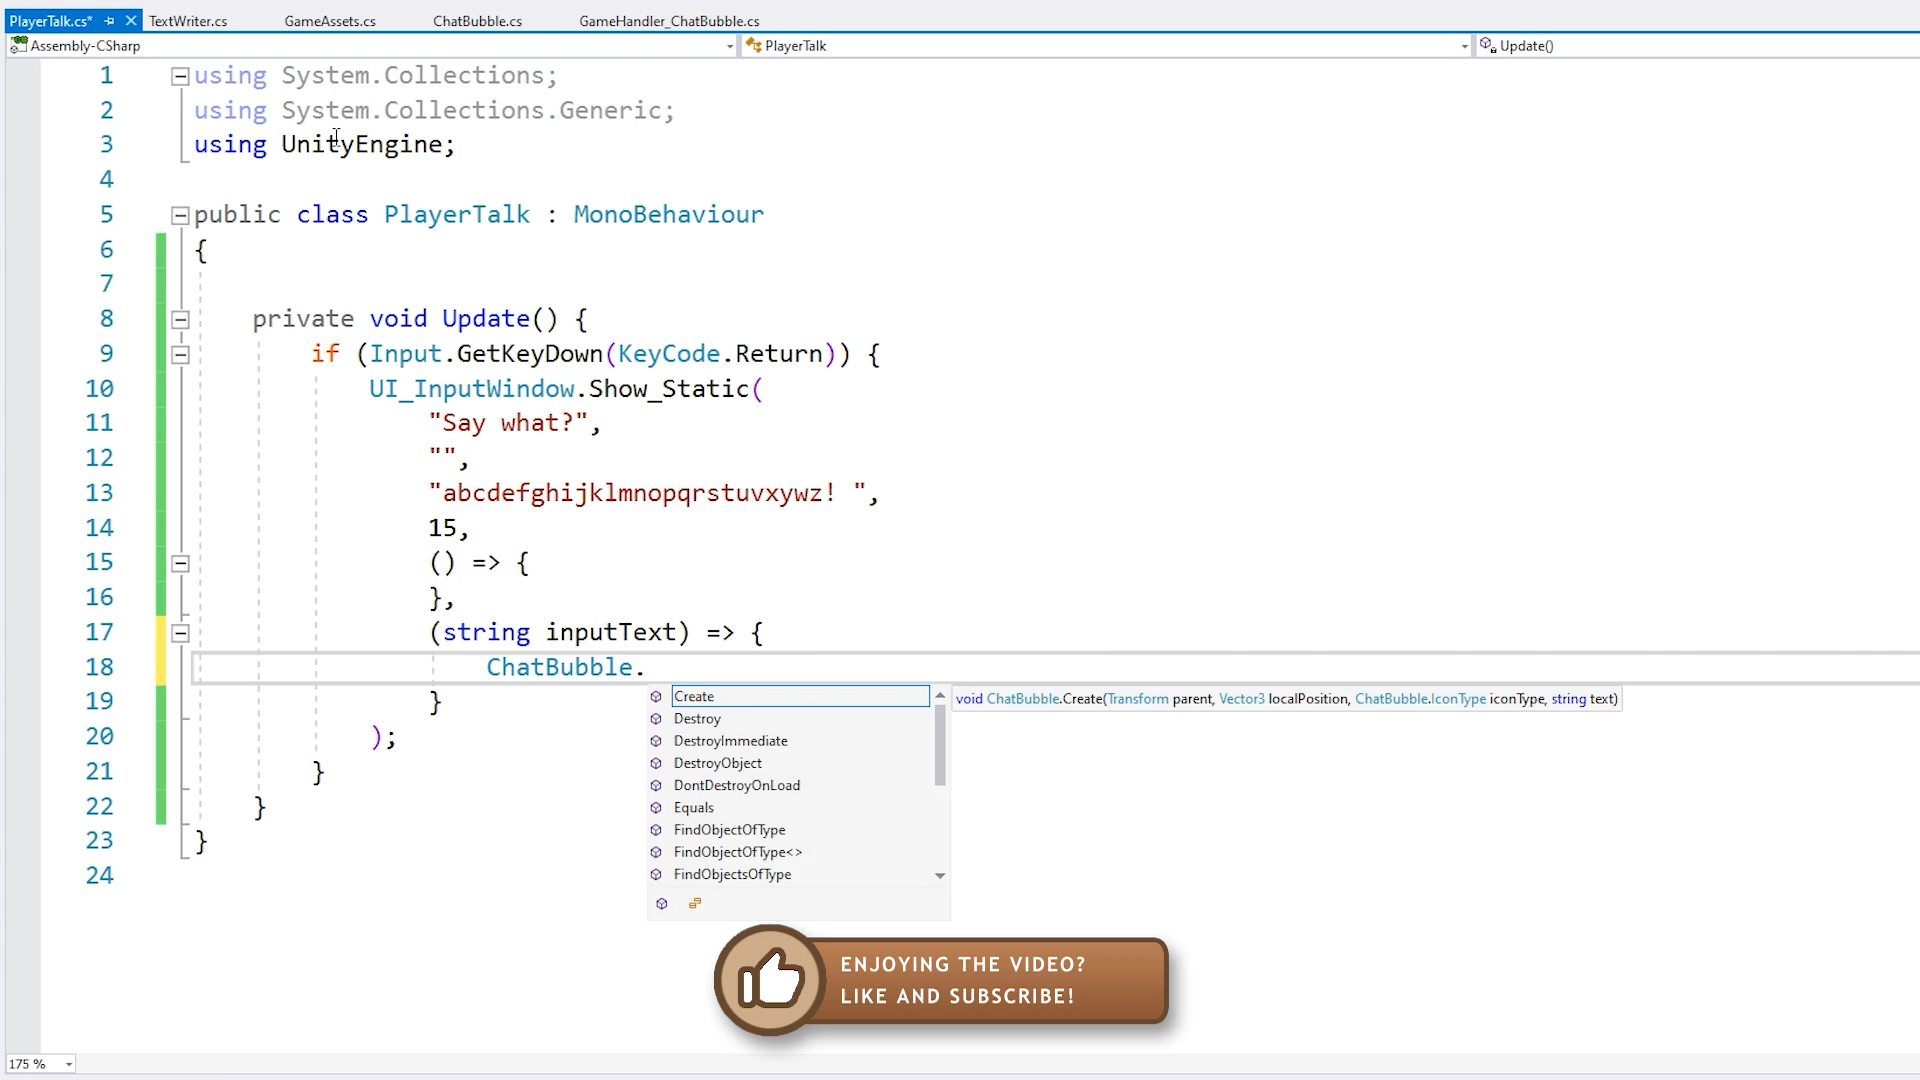 PlayerTalk.cs* TextWriter.cs GameAssets.cs ChatBubble.cs GameHandler_ChatBubble.cs
Assembly-CSharp PlayerTalk Update()
1 using System.Collections;
2 using System.Collections.Generic;
3 using UnityEngine;
4
5 public class PlayerTalk : MonoBehaviour
6 {
7
8 private void Update() {
9 if (Input.GetKeyDown(KeyCode.Return)) {
10 UI_InputWindow.Show_Static(
11 "Say what?",
12 "",
13 "abcdefghijklmnopqrstuvxywz! ",
14 15,
15 () => {
16 },
17 (string inputText) => {
18 ChatBubble.
19 }
20 );
21 }
22 }
23 }
24
Create
Destroy
DestroyImmediate
DestroyObject
DontDestroyOnLoad
Equals
FindObjectOfType
FindObjectOfType<>
FindObjectsOfType
void ChatBubble.Create(Transform parent, Vector3 localPosition, ChatBubble.IconType iconType, string text)
ENJOYING THE VIDEO?
LIKE AND SUBSCRIBE!
175 %